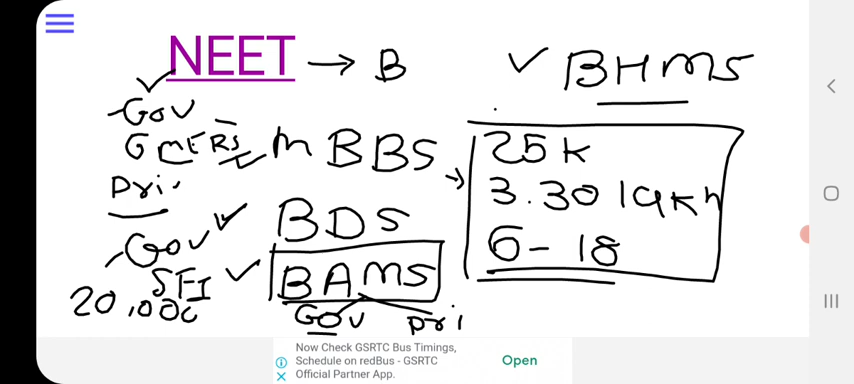 NEET → B ✓ BHMS
✓
Gov
GMERS ✓ MBBS → 25K
Pri. 3.30 lakh
Gov ✓ BDS 6 - 18
SFI ✓ BAMS
20,000 Gov Pri
Now Check GSRTC Bus Timings,
Schedule on redBus - GSRTC
Official Partner App.
Open